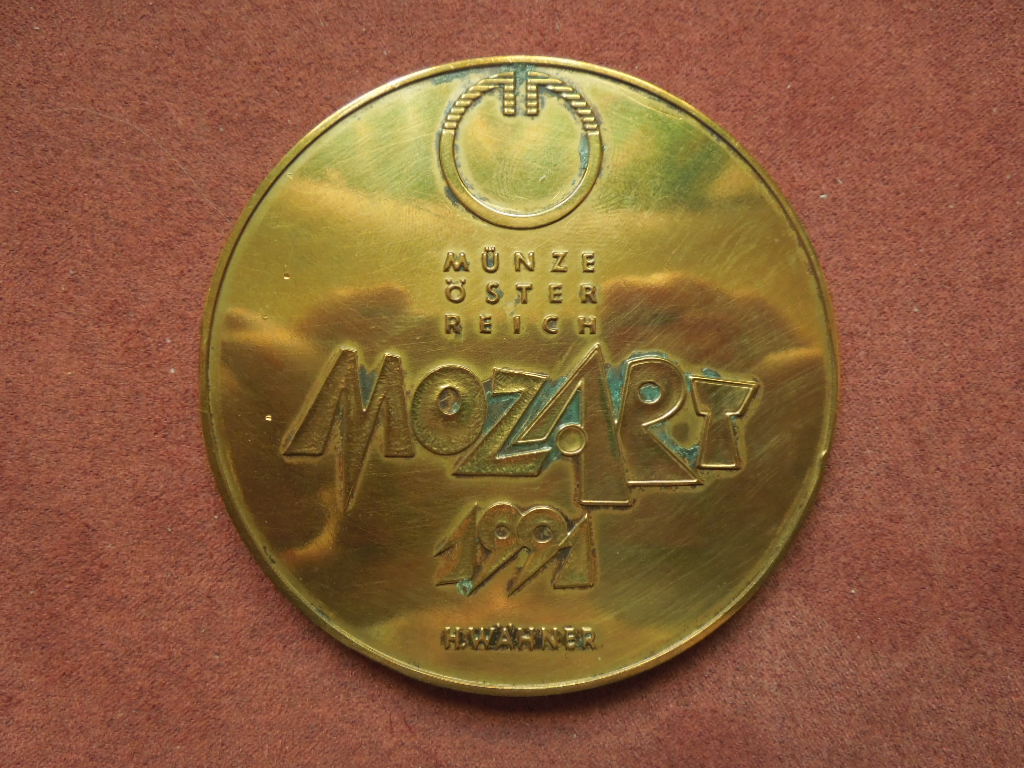 MÜNZE
ÖSTER
REICH
MOZART
1991
H.WÄHNER